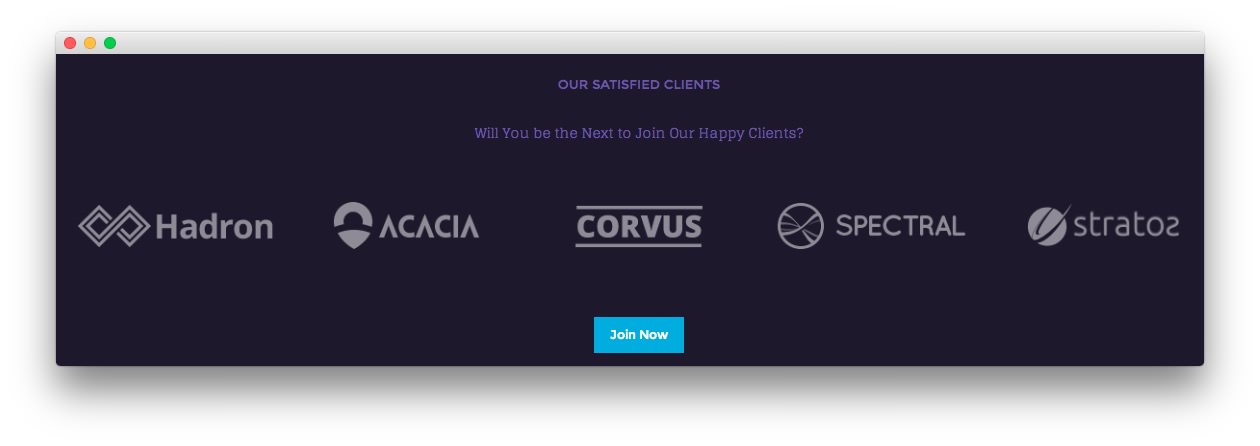 OUR SATISFIED CLIENTS
Will You be the Next to Join Our Happy Clients?
Hadron ACACIA CORVUS SPECTRAL stratos
Join Now